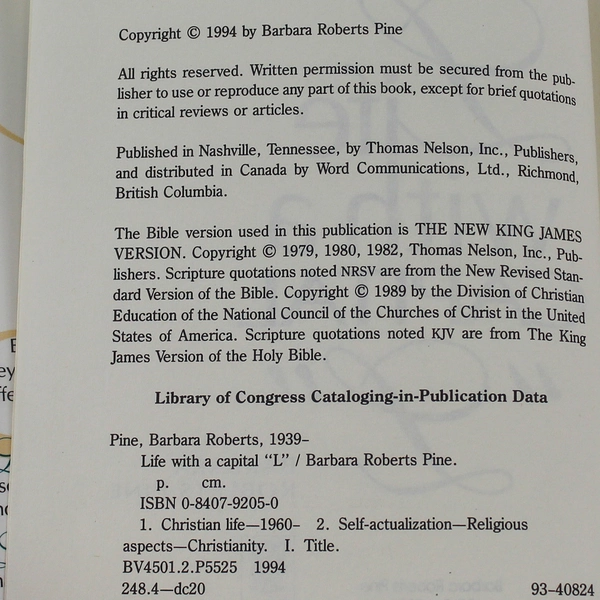 Copyright © 1994 by Barbara Roberts Pine
All rights reserved. Written permission must be secured from the pub-
lisher to use or reproduce any part of this book, except for brief quotations
in critical reviews or articles.
Published in Nashville, Tennessee, by Thomas Nelson, Inc., Publishers,
and distributed in Canada by Word Communications, Ltd., Richmond,
British Columbia.
The Bible version used in this publication is THE NEW KING JAMES
VERSION. Copyright © 1979, 1980, 1982, Thomas Nelson, Inc., Pub-
lishers. Scripture quotations noted NRSV are from the New Revised Stan-
dard Version of the Bible. Copyright © 1989 by the Division of Christian
Education of the National Council of the Churches of Christ in the United
States of America. Scripture quotations noted KJV are from The King
James Version of the Holy Bible.
Library of Congress Cataloging-in-Publication Data
Pine, Barbara Roberts, 1939–
Life with a capital “L” / Barbara Roberts Pine.
p. cm.
ISBN 0-8407-9205-0
1. Christian life—1960– 2. Self-actualization—Religious
aspects—Christianity. I. Title.
BV4501.2.P5525 1994
248.4—dc20 93-40824